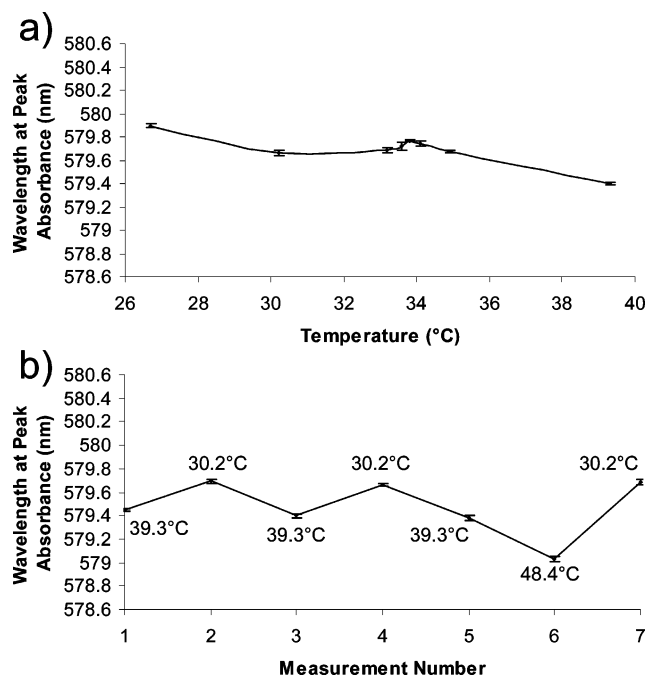 a)
Wavelength at Peak
Absorbance (nm)
580.6
580.4
580.2
580
579.8
579.6
579.4
579.2
579
578.8
578.6
26 28 30 32 34 36 38 40
Temperature (°C)
b)
Wavelength at Peak
Absorbance (nm)
580.6
580.4
580.2
580
579.8
579.6
579.4
579.2
579
578.8
578.6
30.2°C 30.2°C 30.2°C
39.3°C 39.3°C 39.3°C
48.4°C
1 2 3 4 5 6 7
Measurement Number